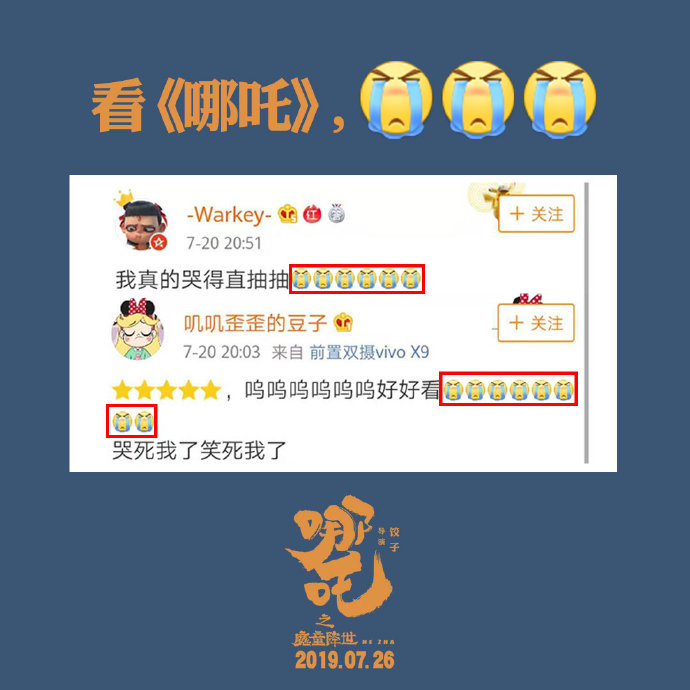 看《哪吒》，😭😭😭
-Warkey-
7-20 20:51
+ 关注
我真的哭得直抽抽😭😭😭😭😭😭
叽叽歪歪的豆子
7-20 20:03 来自 前置双摄vivo X9
+ 关注
⭐⭐⭐⭐⭐，呜呜呜呜呜呜好好看😭😭😭😭😭😭
😭😭
哭死我了笑死我了
哪吒
导演
饺子
之
魔童降世 NE ZHA
2019.07.26